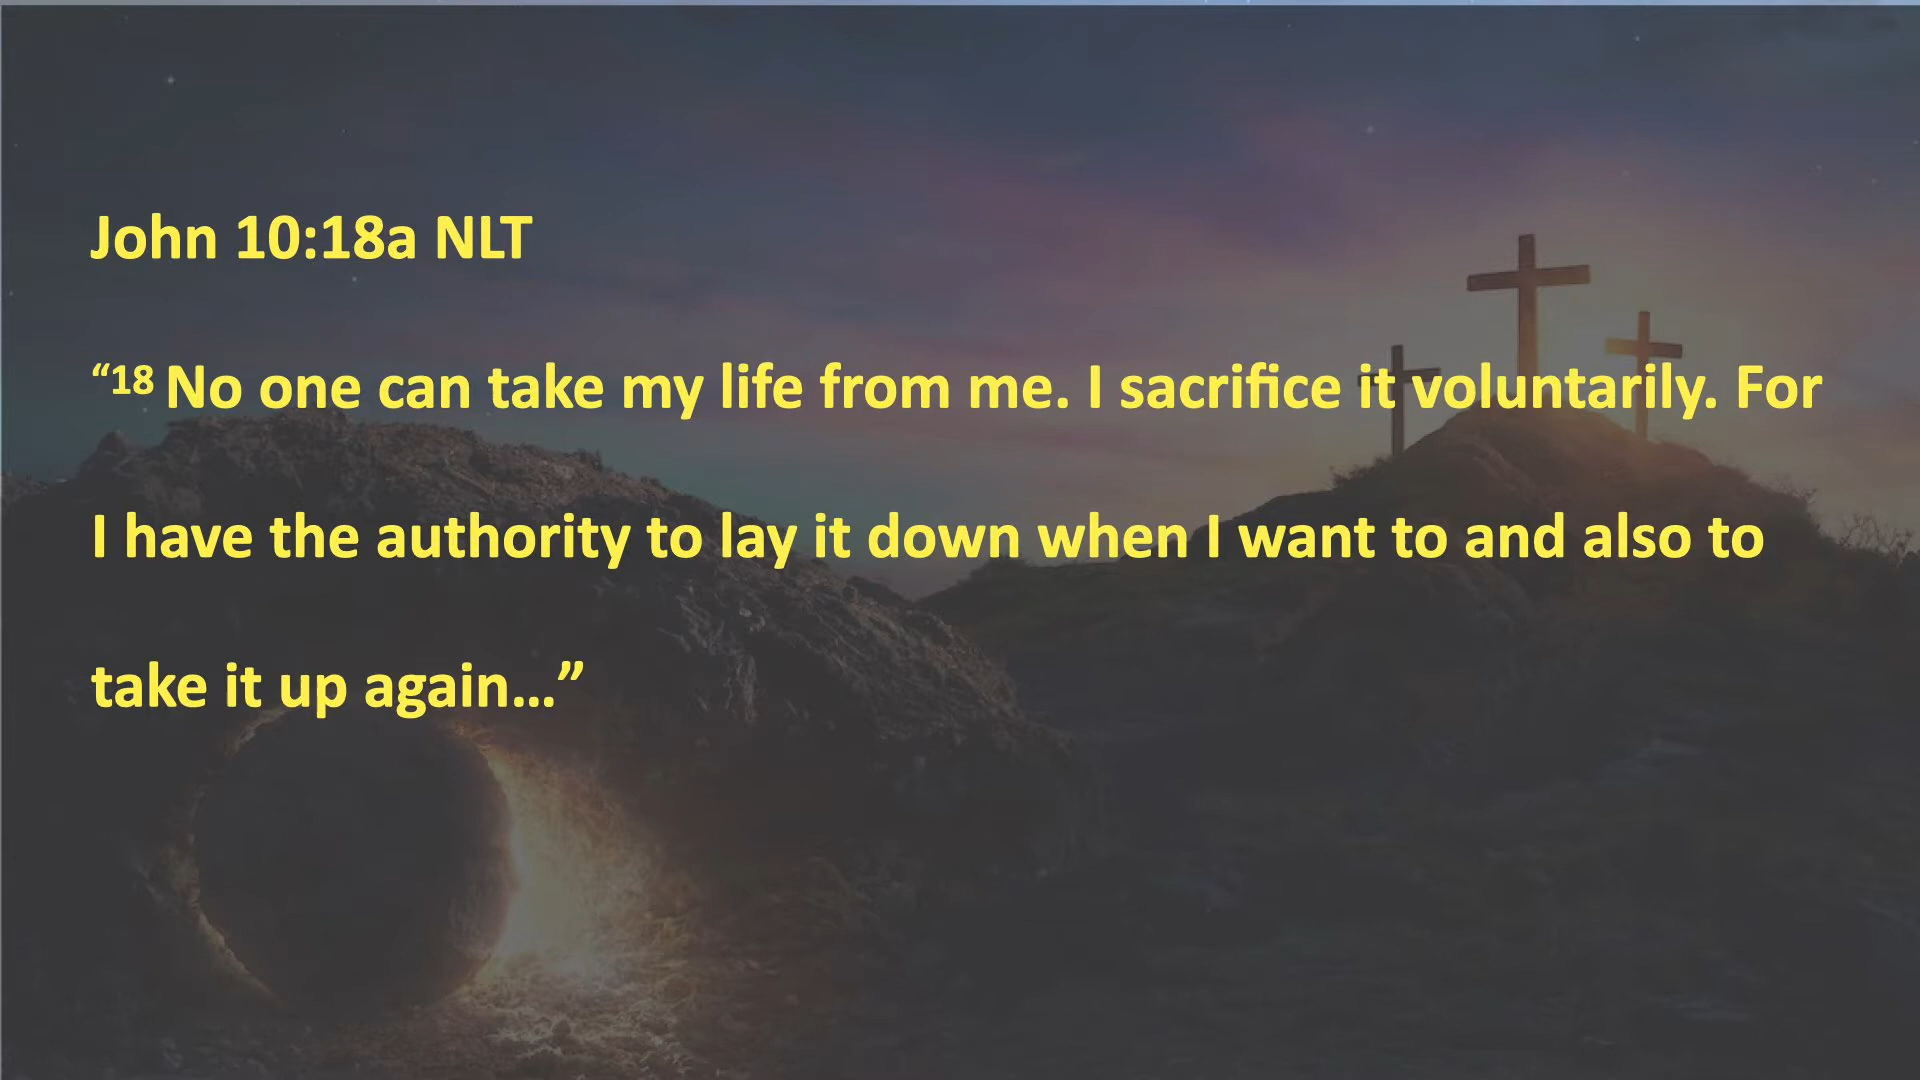 John 10:18a NLT
“18 No one can take my life from me. I sacrifice it voluntarily. For
I have the authority to lay it down when I want to and also to
take it up again…”